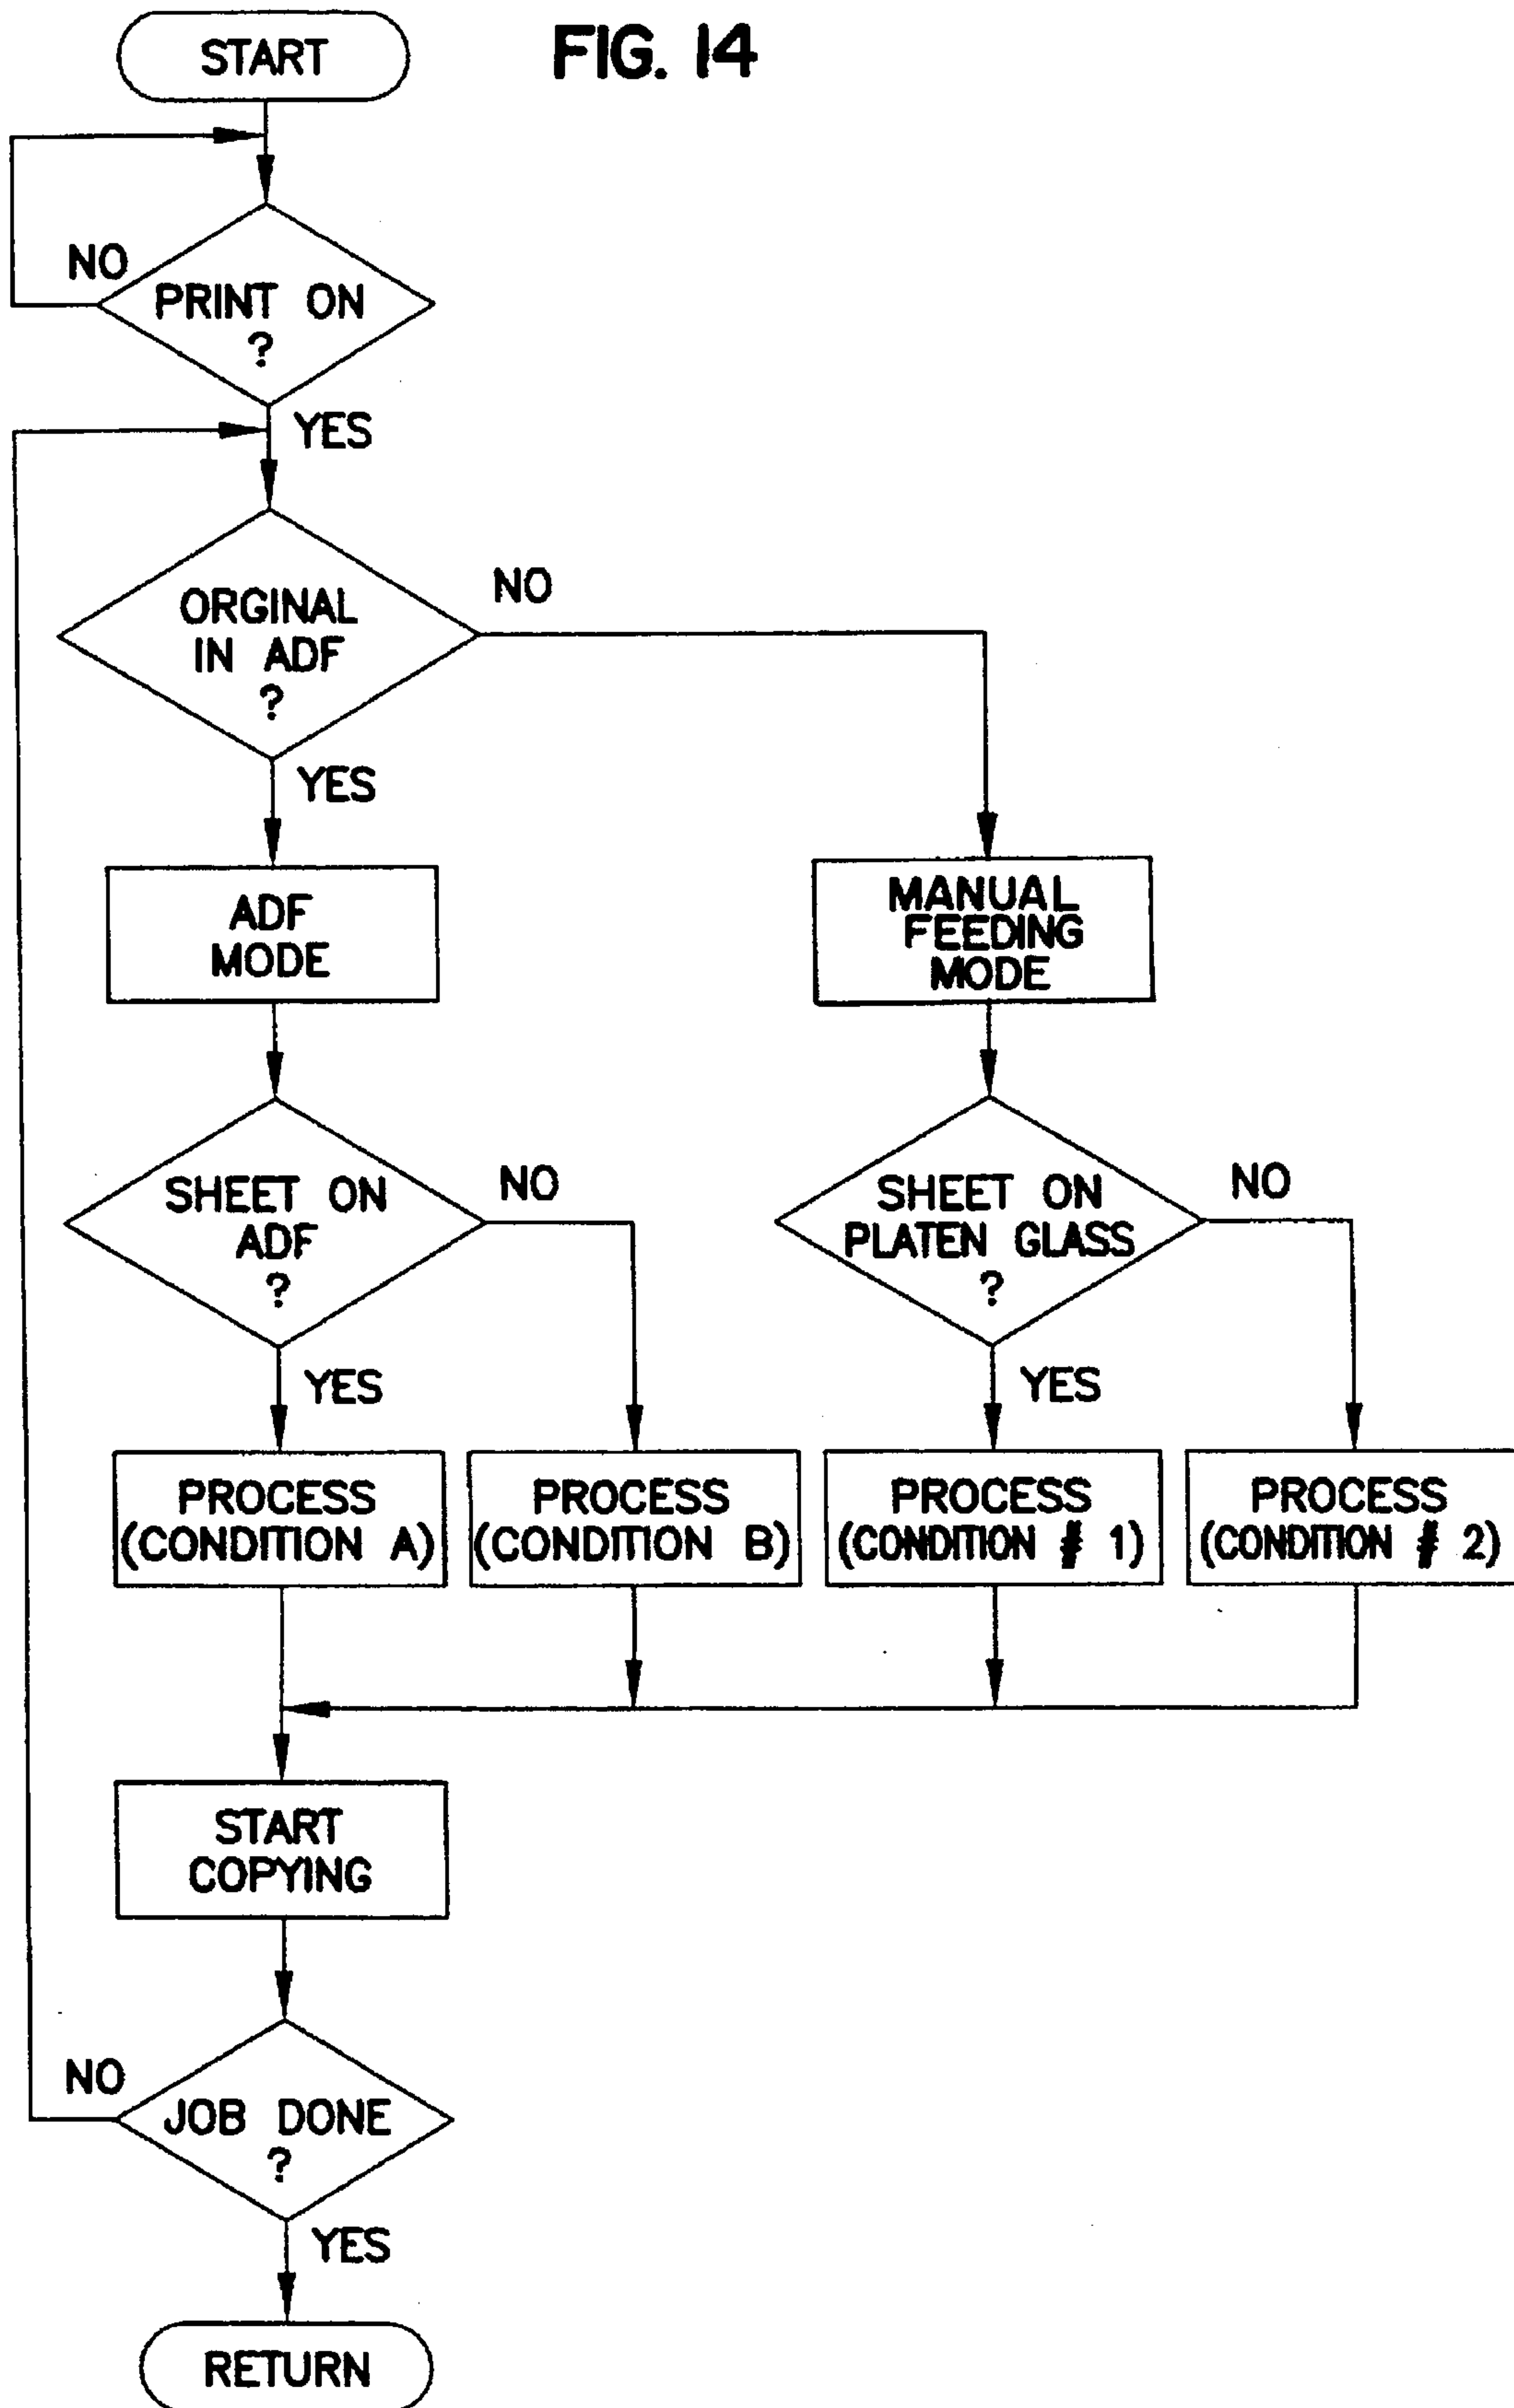 START
FIG. 14
NO
PRINT ON
?
YES
ORGINAL
IN ADF
?
NO
YES
ADF
MODE
MANUAL
FEEDING
MODE
SHEET ON
ADF
?
NO
YES
SHEET ON
PLATEN GLASS
?
NO
YES
PROCESS
(CONDITION A)
PROCESS
(CONDITION B)
PROCESS
(CONDITION # 1)
PROCESS
(CONDITION # 2)
START
COPYING
NO
JOB DONE
?
YES
RETURN